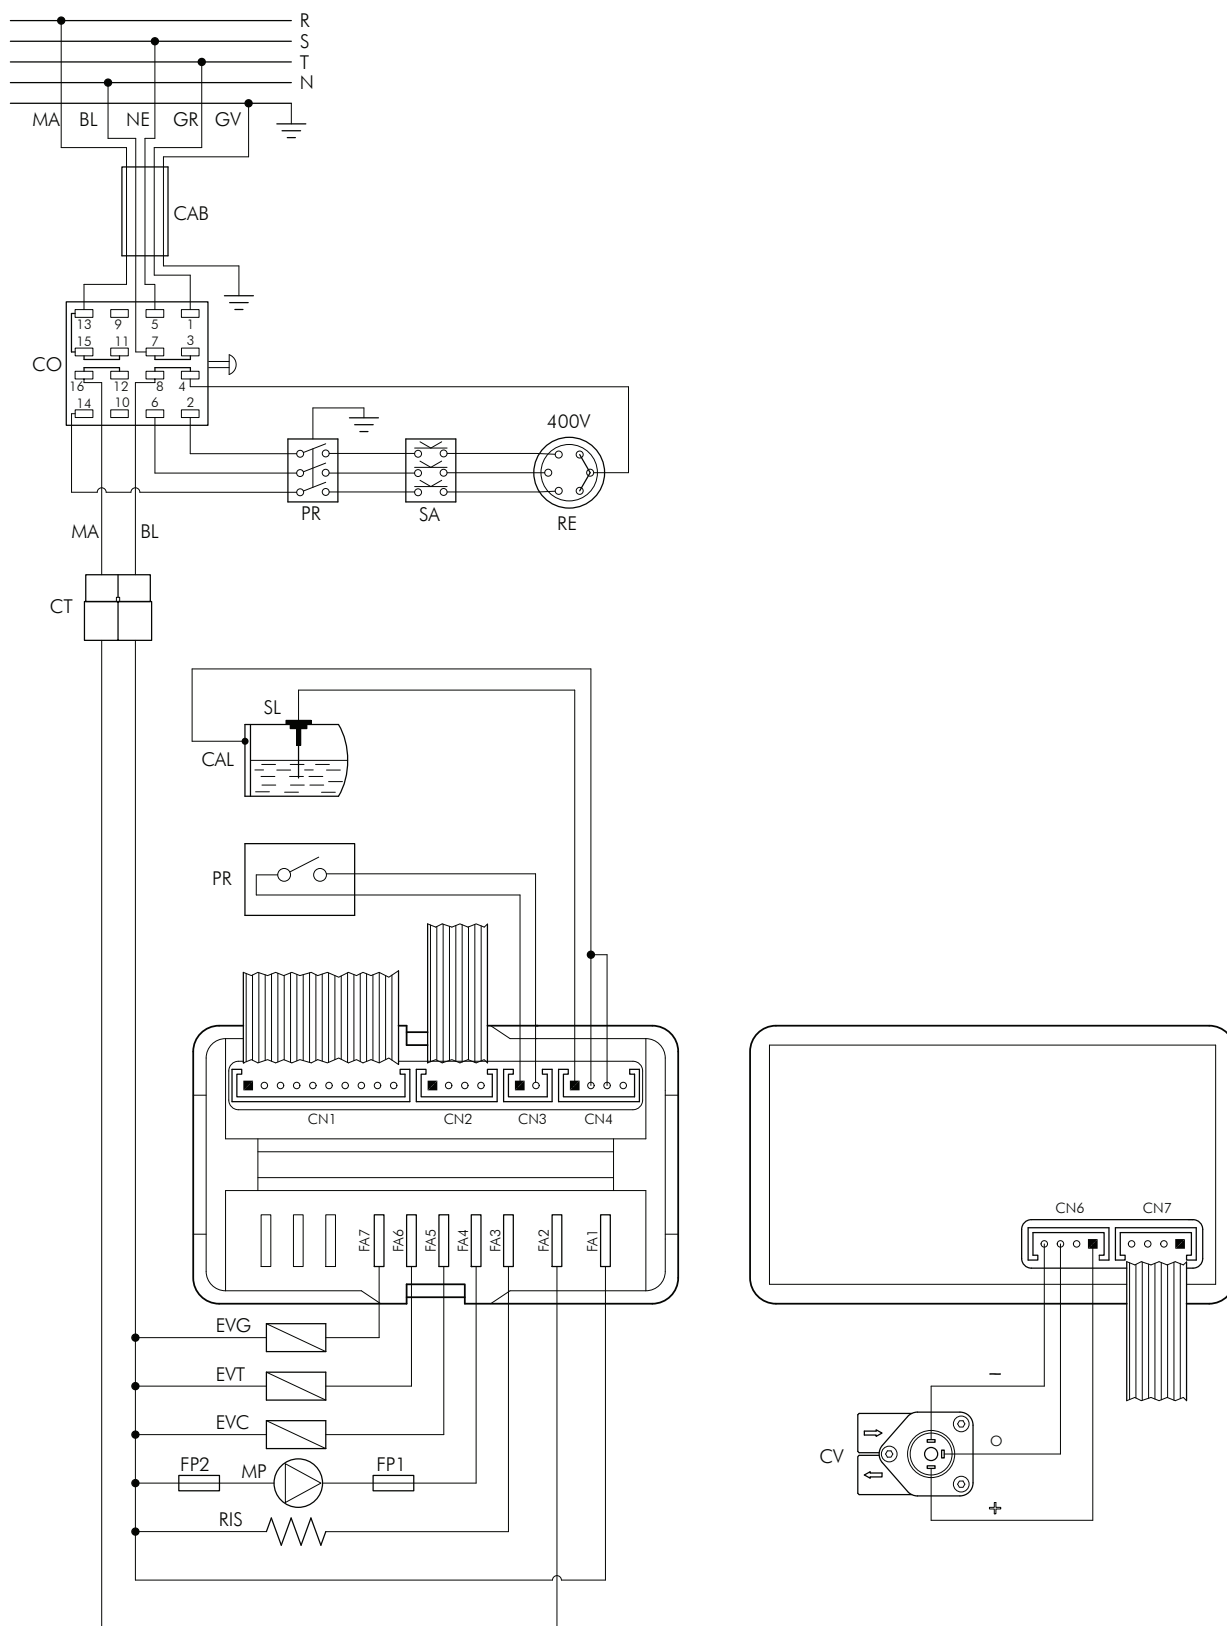 R
S
T
N
MA BL NE GR GV
CAB
13 9 5 1
15 11 7 3
CO
16 12 8 4
14 10 6 2
400V
PR SA RE
MA BL
CT
SL
CAL
PR
CN1 CN2 CN3 CN4
FA7 FA6 FA5 FA4 FA3 FA2 FA1
CN6 CN7
EVG
EVT
EVC
FP2 MP FP1
RIS
−
CV
O
+